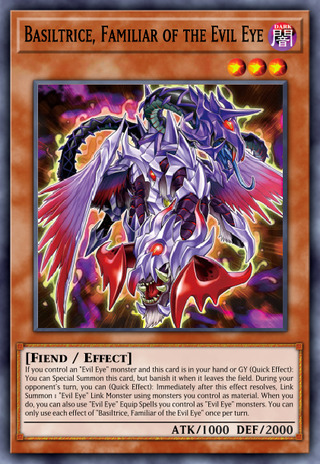 Basiltrice, Familiar of the Evil Eye
DARK
闇
[Fiend / Effect]
If you control an "Evil Eye" monster and this card is in your hand or GY (Quick Effect):
You can Special Summon this card, but banish it when it leaves the field. During your
opponent's turn, you can (Quick Effect): Immediately after this effect resolves, Link
Summon 1 "Evil Eye" Link Monster using monsters you control as material. When you
do, you can also use "Evil Eye" Equip Spells you control as "Evil Eye" monsters. You can
only use each effect of "Basiltrice, Familiar of the Evil Eye" once per turn.
ATK/1000 DEF/2000